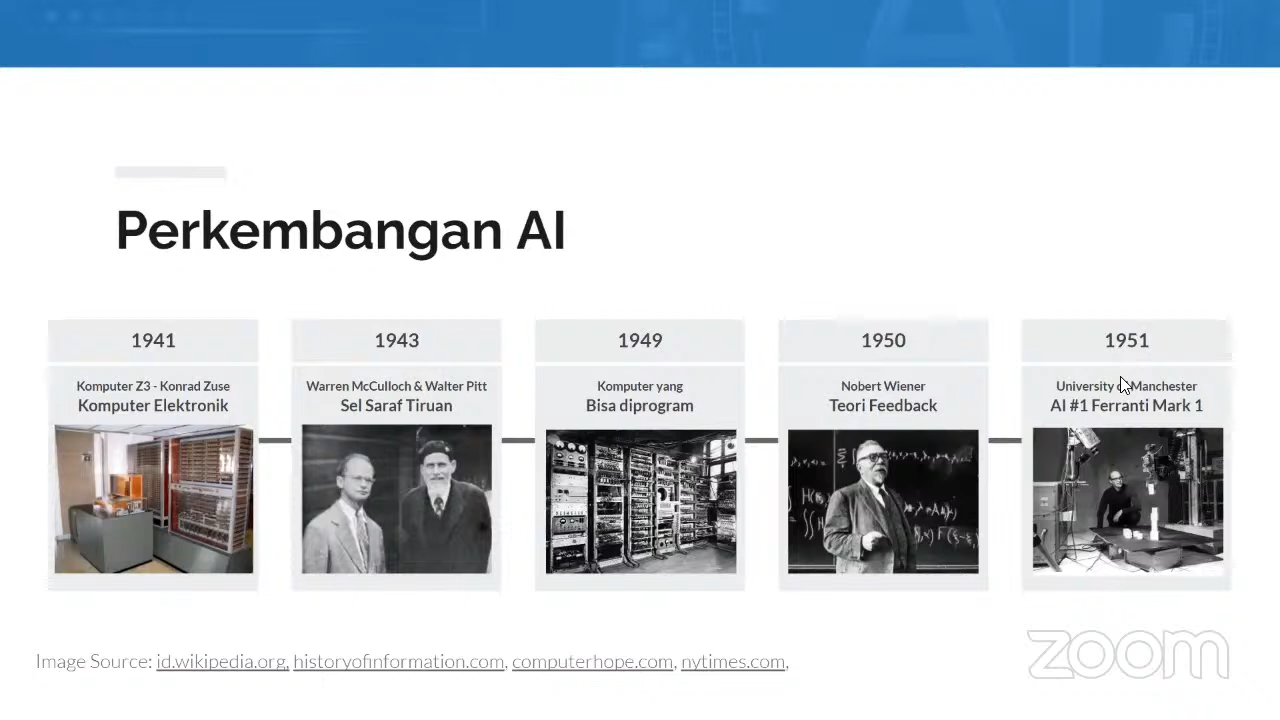 Perkembangan AI
1941
Komputer Z3 - Konrad Zuse
Komputer Elektronik
1943
Warren McCulloch & Walter Pitt
Sel Saraf Tiruan
1949
Komputer yang
Bisa diprogram
1950
Nobert Wiener
Teori Feedback
1951
University of Manchester
AI #1 Ferranti Mark 1
Image Source: id.wikipedia.org, historyofinformation.com, computerhope.com, nytimes.com,
zoom